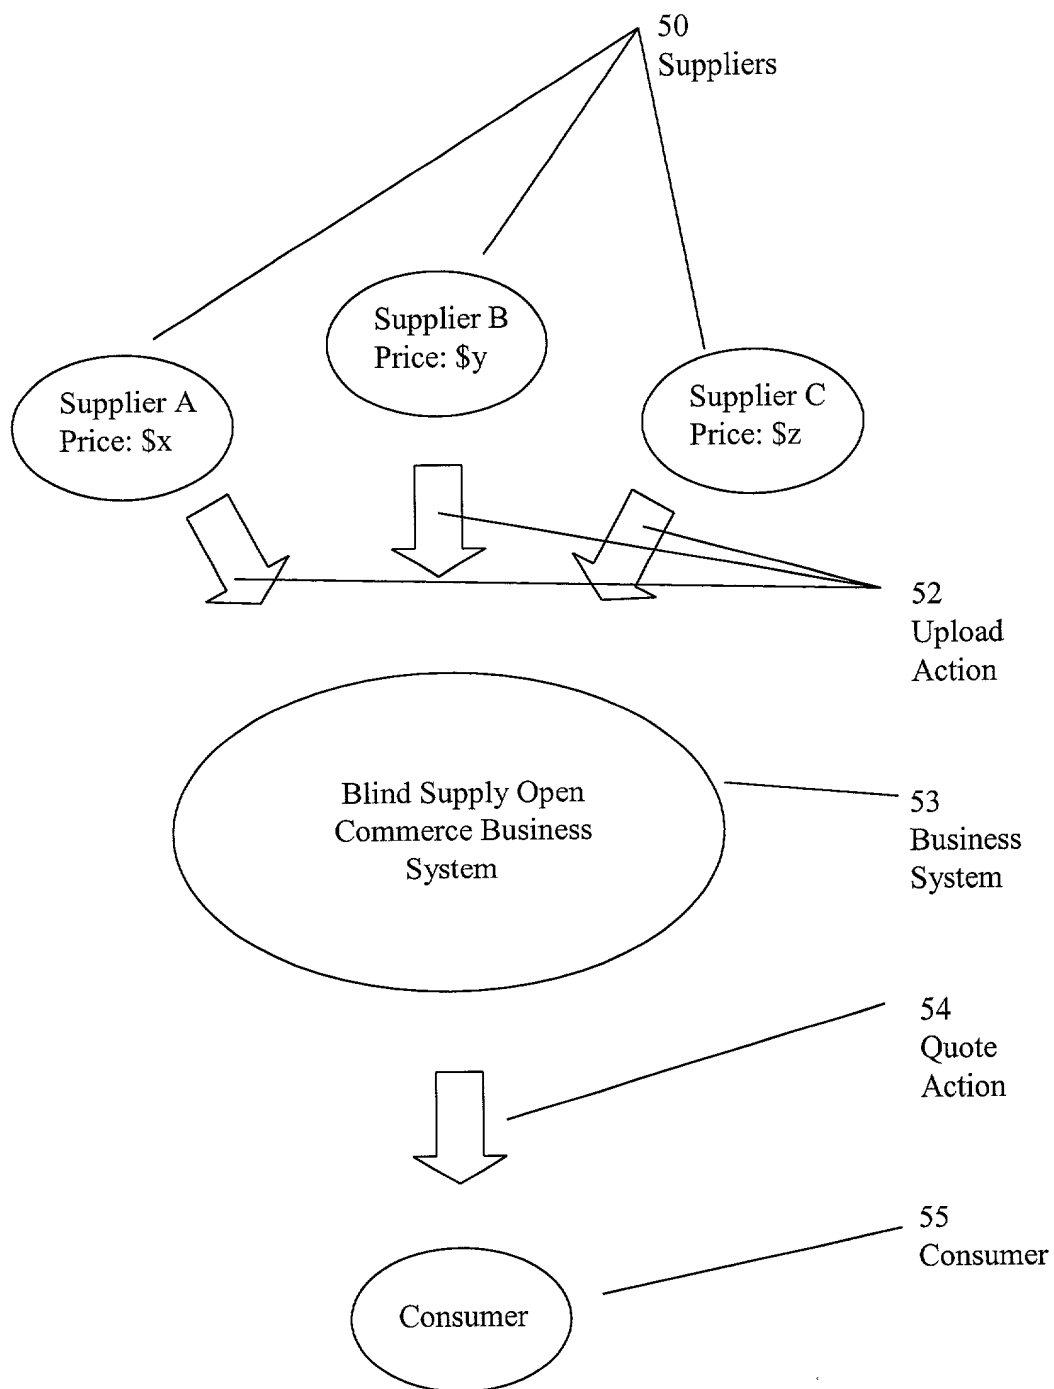 50
Suppliers
Supplier B
Price: $y
Supplier A
Price: $x
Supplier C
Price: $z
52
Upload
Action
Blind Supply Open
Commerce Business
System
53
Business
System
54
Quote
Action
55
Consumer
Consumer